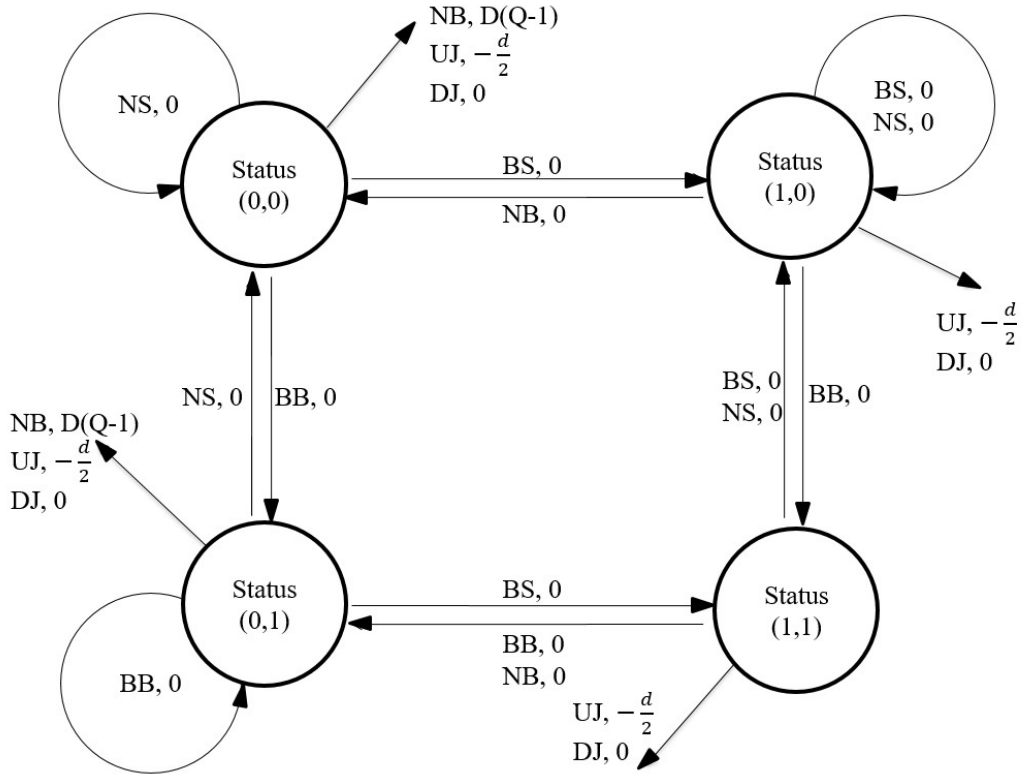 NB, D(Q-1)
UJ, -d/2
DJ, 0
NS, 0
Status
(0,0)
BS, 0
NB, 0
Status
(1,0)
BS, 0
NS, 0
UJ, -d/2
DJ, 0
NS, 0
BB, 0
BS, 0
NS, 0
BB, 0
NB, D(Q-1)
UJ, -d/2
DJ, 0
Status
(0,1)
BB, 0
BS, 0
BB, 0
NB, 0
Status
(1,1)
UJ, -d/2
DJ, 0